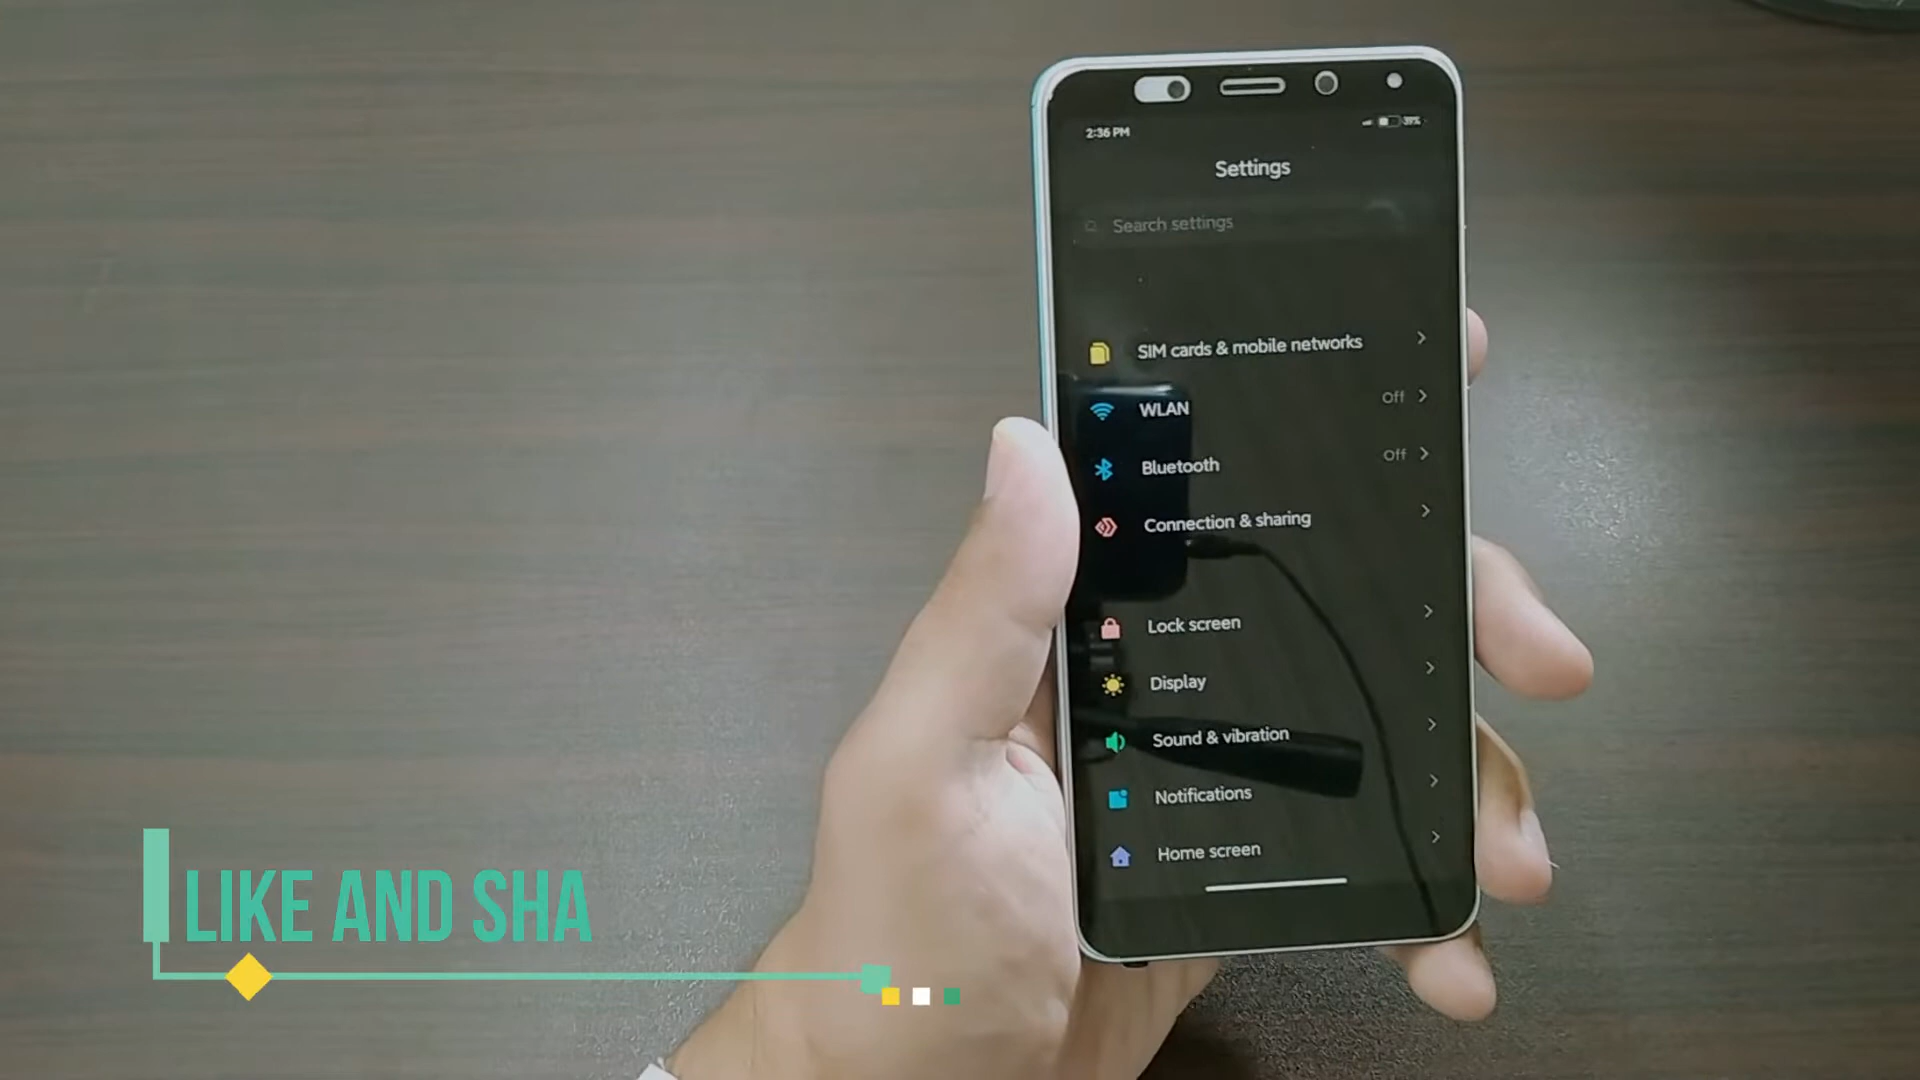 2:36 PM
39%
Settings
Search settings
SIM cards & mobile networks
WLAN
Off
Bluetooth
Off
Connection & sharing
Lock screen
Display
Sound & vibration
Notifications
Home screen
LIKE AND SHA